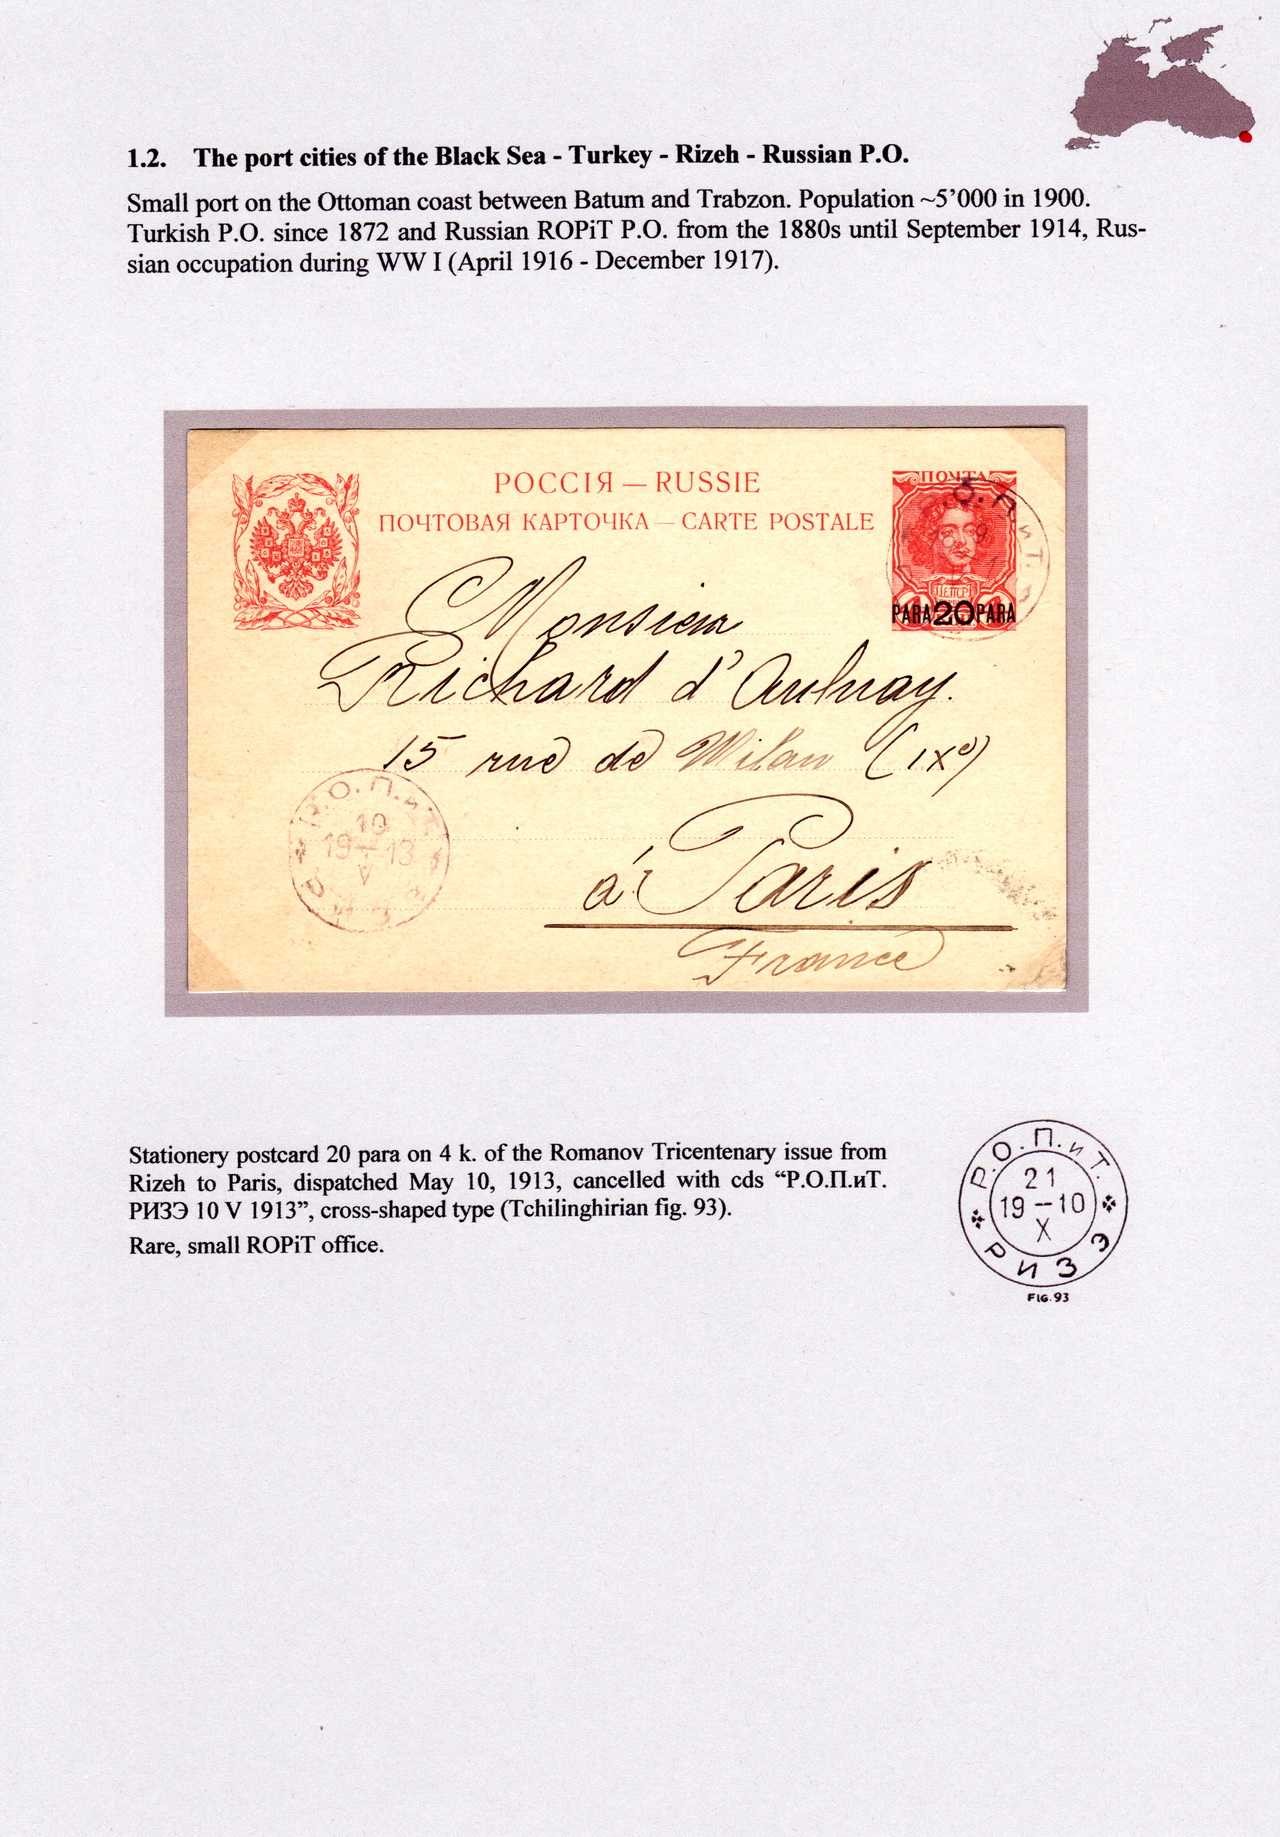 1.2. The port cities of the Black Sea - Turkey - Rizeh - Russian P.O.
Small port on the Ottoman coast between Batum and Trabzon. Population ~5’000 in 1900.
Turkish P.O. since 1872 and Russian ROPiT P.O. from the 1880s until September 1914, Rus-
sian occupation during WW I (April 1916 - December 1917).
РОССІЯ — RUSSIE
ПОЧТОВАЯ КАРТОЧКА — CARTE POSTALE
ПОЧТА
PARA 20 PARA
Monsieur
Richard d'Aulnay.
15 rue de Milan (IXe)
à Paris
France
Р.О.П.иТ.
10
19–13
V
РИЗЭ
Stationery postcard 20 para on 4 k. of the Romanov Tricentenary issue from
Rizeh to Paris, dispatched May 10, 1913, cancelled with cds “Р.О.П.иТ.
РИЗЭ 10 V 1913”, cross-shaped type (Tchilinghirian fig. 93).
Rare, small ROPiT office.
Р.О.П.иТ.
21
19–10
X
РИЗЭ
FIG. 93